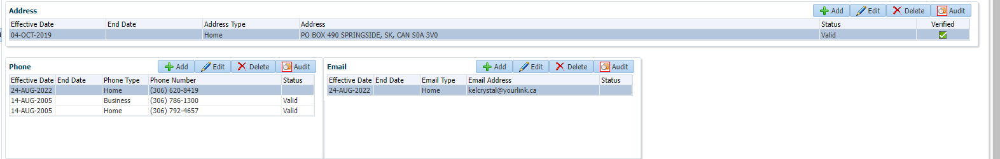 Address
Add Edit Delete Audit
Effective Date End Date Address Type Address Status Verified
04-OCT-2019 Home PO BOX 490 SPRINGSIDE, SK, CAN S0A 3V0 Valid
Phone
Add Edit Delete Audit
Effective Date End Date Phone Type Phone Number Status
24-AUG-2022 Home (306) 620-8419
14-AUG-2005 Business (306) 786-1300 Valid
14-AUG-2005 Home (306) 792-4657 Valid
Email
Add Edit Delete Audit
Effective Date End Date Email Type Email Address Status
24-AUG-2022 Home kelcrystal@yourlink.ca